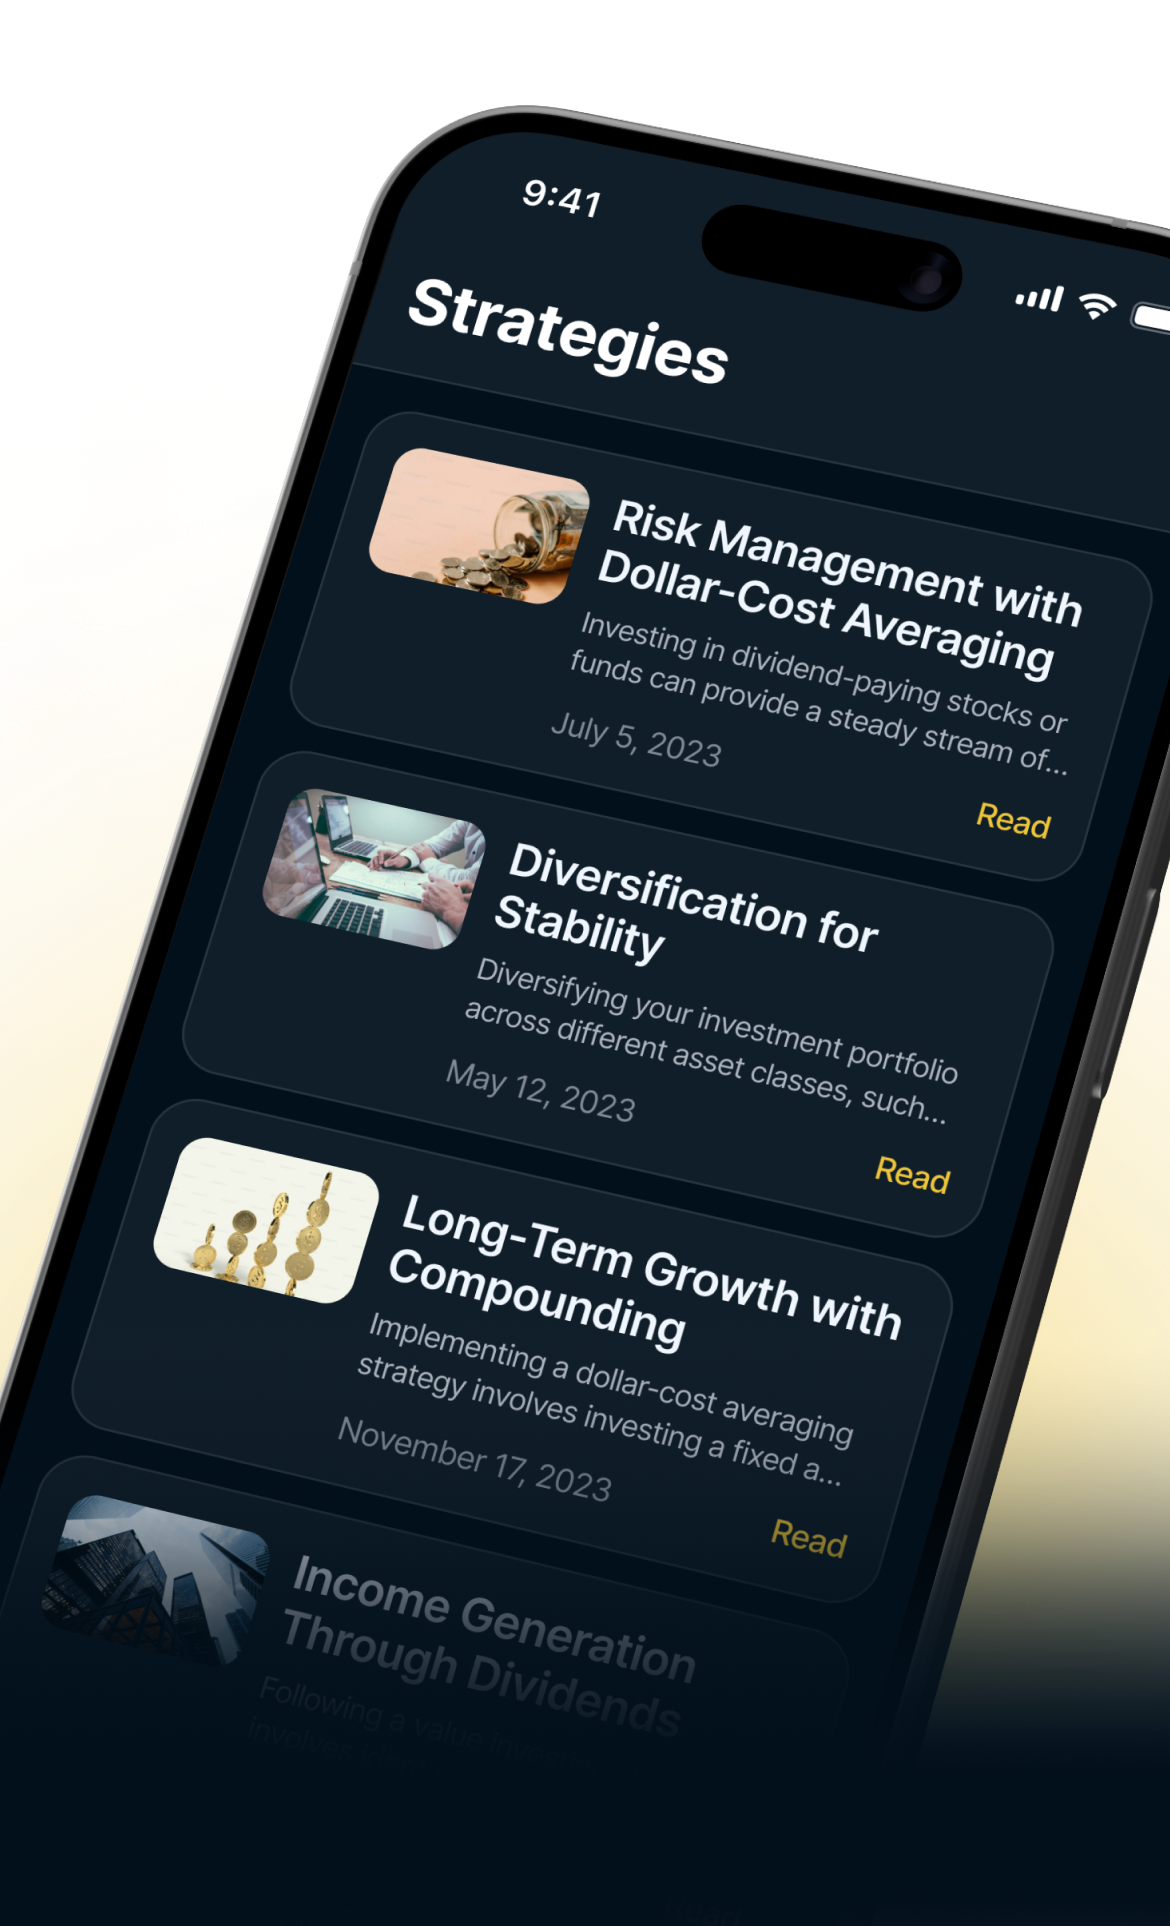 9:41
Strategies
Risk Management with
Dollar-Cost Averaging
Investing in dividend-paying stocks or
funds can provide a steady stream of...
July 5, 2023
Read
Diversification for
Stability
Diversifying your investment portfolio
across different asset classes, such...
May 12, 2023
Read
Long-Term Growth with
Compounding
Implementing a dollar-cost averaging
strategy involves investing a fixed a...
November 17, 2023
Read
Income Generation
Through Dividends
Following a value investing
involves